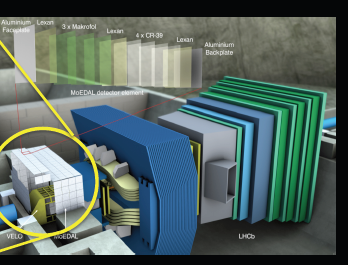 Aluminium
Faceplate
Lexan
3 x Makrofol
Lexan
4 x CR-39
Lexan
Aluminium
Backplate
MoEDAL detector element
VELO
MoEDAL
LHCb